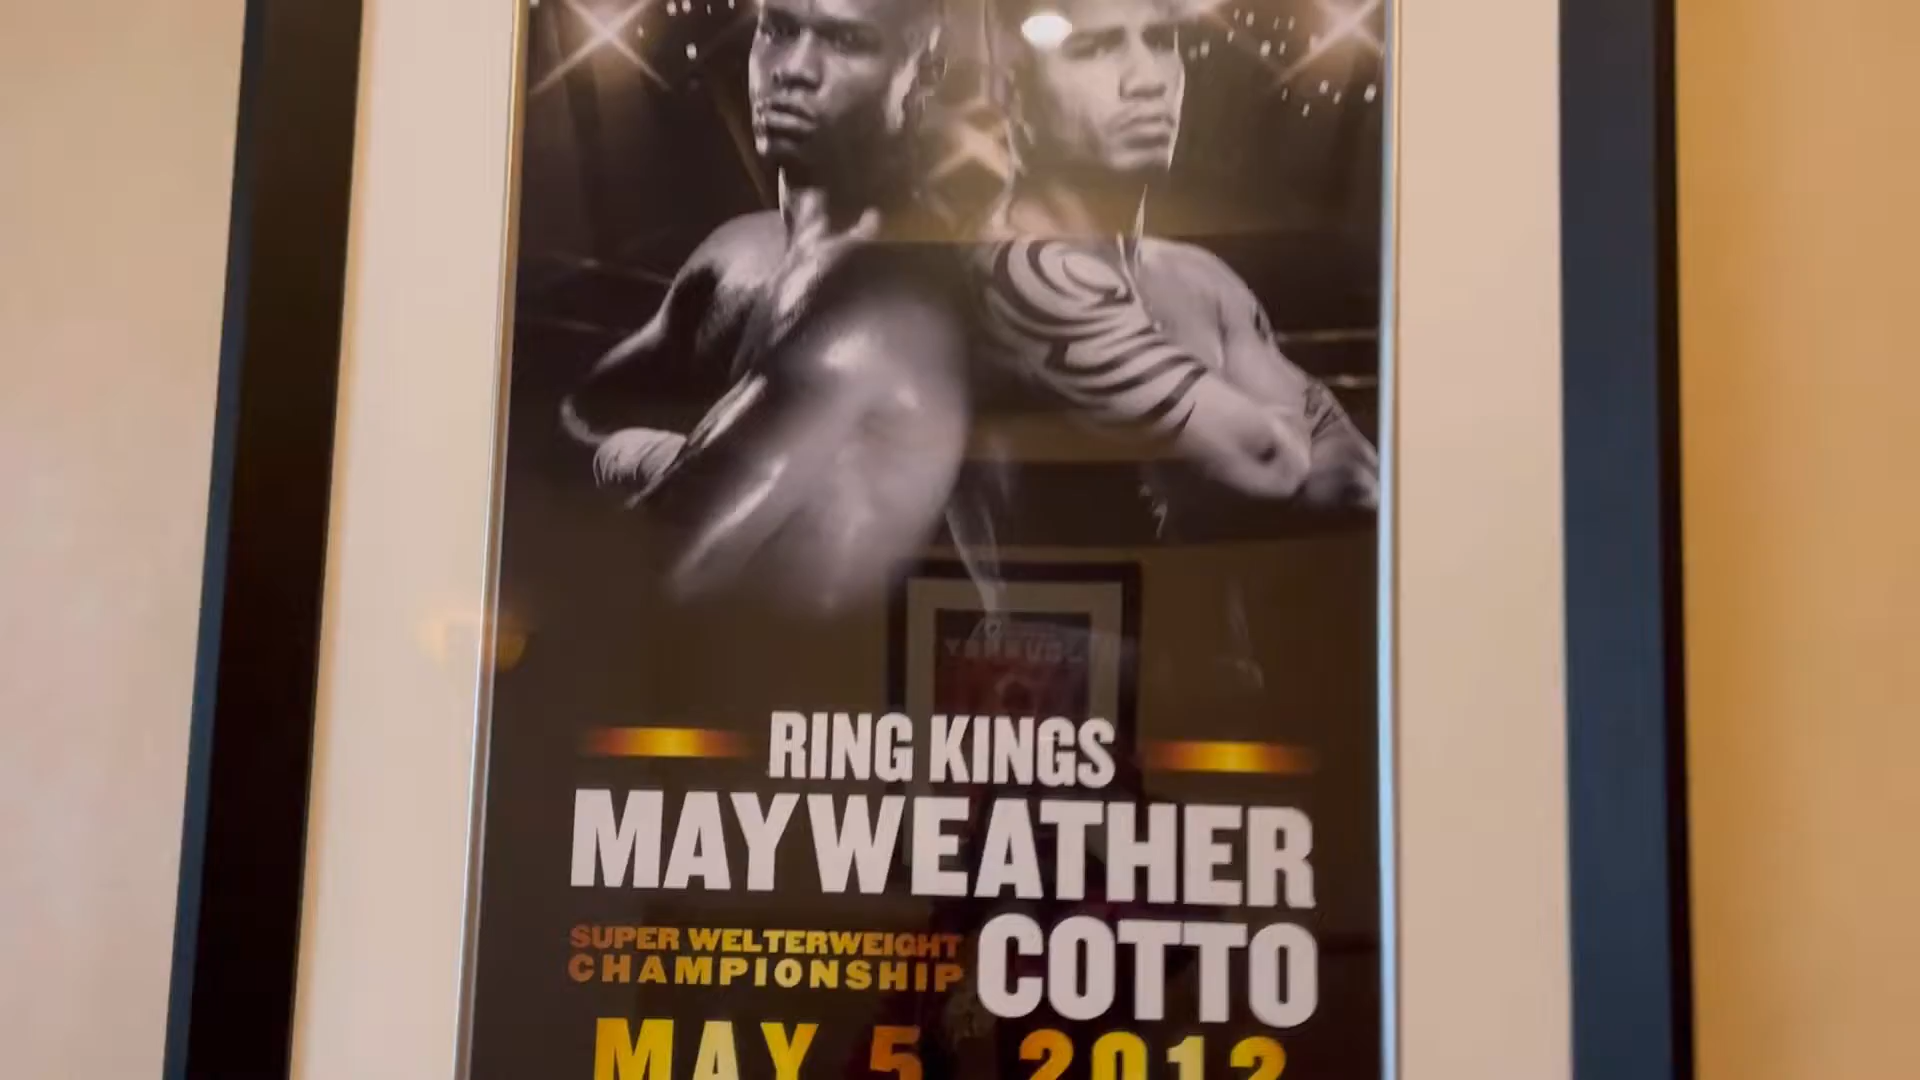 RING KINGS
MAYWEATHER
SUPER WELTERWEIGHT
CHAMPIONSHIP
COTTO
MAY 5 2012